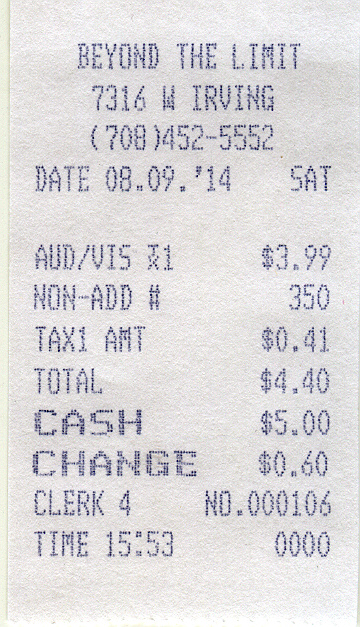 BEYOND THE LIMIT
7316 W IRVING
(708)452-5552
DATE 08.09.'14 SAT
AUD/VIS X1 $3.99
NON-ADD # 350
TAX1 AMT $0.41
TOTAL $4.40
CASH $5.00
CHANGE $0.60
CLERK 4 NO.000106
TIME 15:53 0000